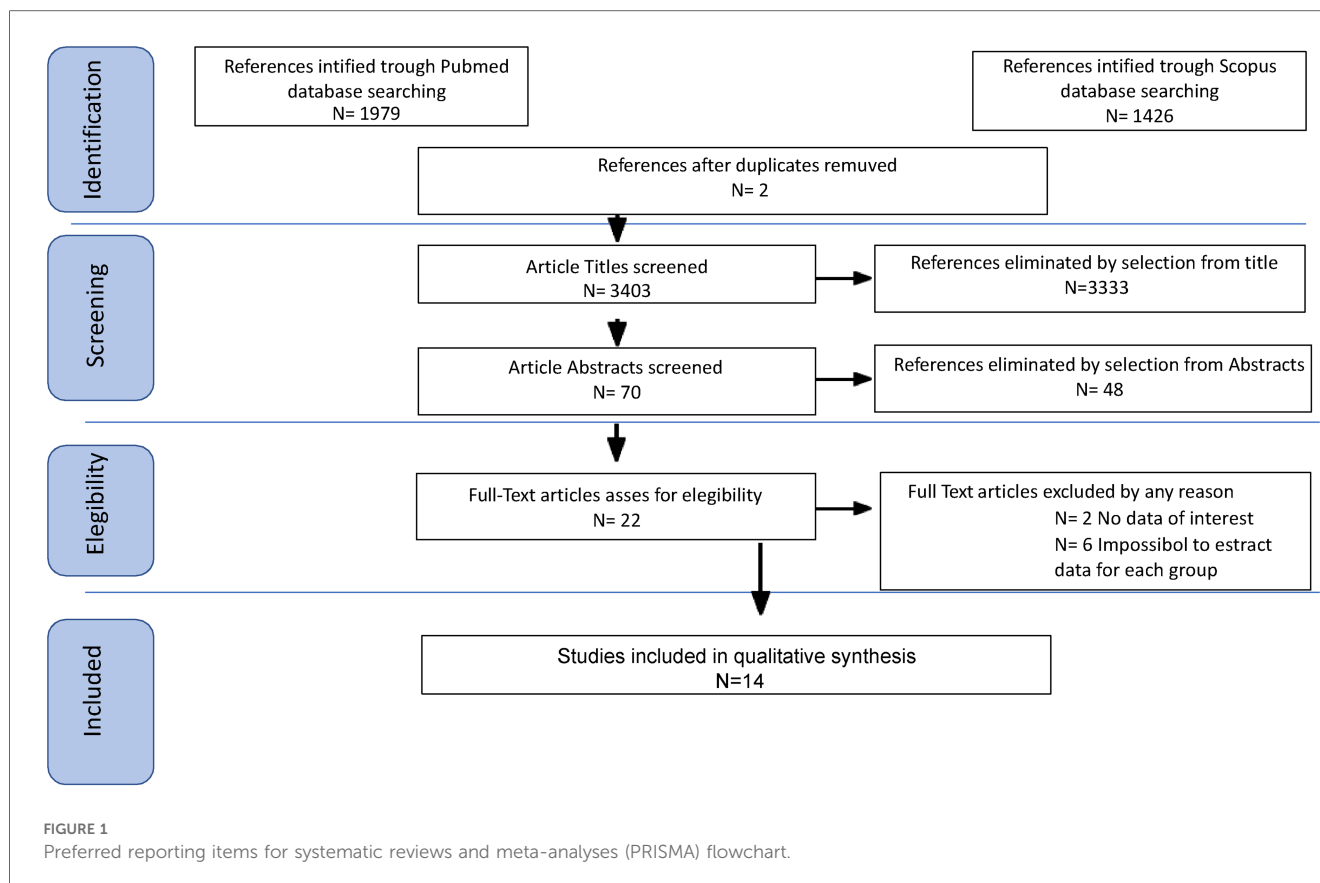 Identification
References intified trough Pubmed
database searching
N= 1979
References intified trough Scopus
database searching
N= 1426
References after duplicates remuved
N= 2
Screening
Article Titles screened
N= 3403
References eliminated by selection from title
N=3333
Article Abstracts screened
N= 70
References eliminated by selection from Abstracts
N= 48
Elegibility
Full-Text articles asses for elegibility
N= 22
Full Text articles excluded by any reason
N= 2 No data of interest
N= 6 Impossibol to estract
data for each group
Included
Studies included in qualitative synthesis
N=14
FIGURE 1
Preferred reporting items for systematic reviews and meta-analyses (PRISMA) flowchart.